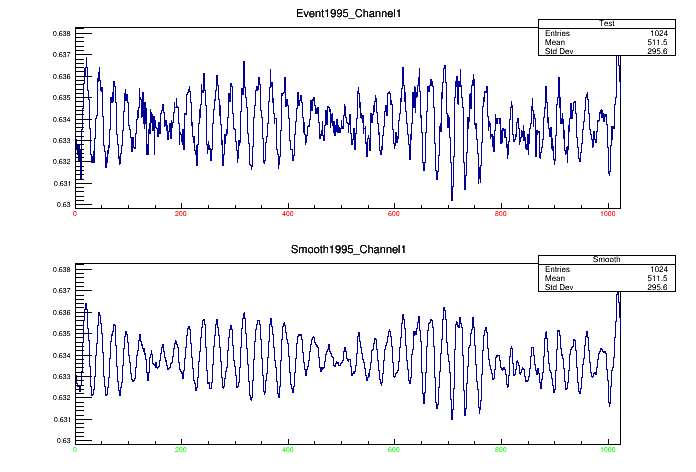 Event1995_Channel1
Test
Entries 1024
Mean 511.5
Std Dev 295.6
0.638
0.637
0.636
0.635
0.634
0.633
0.632
0.631
0.63
0 200 400 600 800 1000
Smooth1995_Channel1
Smooth
Entries 1024
Mean 511.5
Std Dev 295.6
0.638
0.637
0.636
0.635
0.634
0.633
0.632
0.631
0.63
0 200 400 600 800 1000